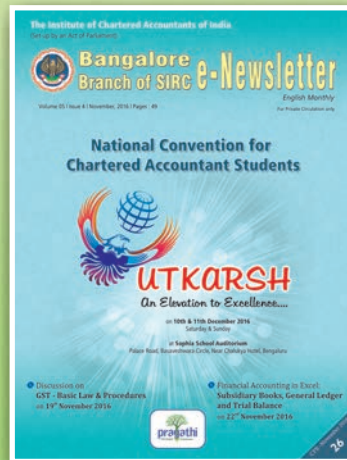 The Institute of Chartered Accountants of India
(Set up by an Act of Parliament)
Bangalore
Branch of SIRC e-Newsletter
English Monthly
Volume 05 | Issue 4 | November, 2016 | Pages : 49
For Private Circulation only
National Convention for
Chartered Accountant Students
UTKARSH
An Elevation to Excellence....
on 10th & 11th December 2016
Saturday & Sunday
at Sophia School Auditorium
Palace Road, Basaveshwara Circle, Near Chalukya Hotel, Bengaluru
Discussion on
GST - Basic Law & Procedures
on 19th November 2016
Financial Accounting in Excel:
Subsidiary Books, General Ledger
and Trial Balance
on 22nd November 2016
pragathi
26